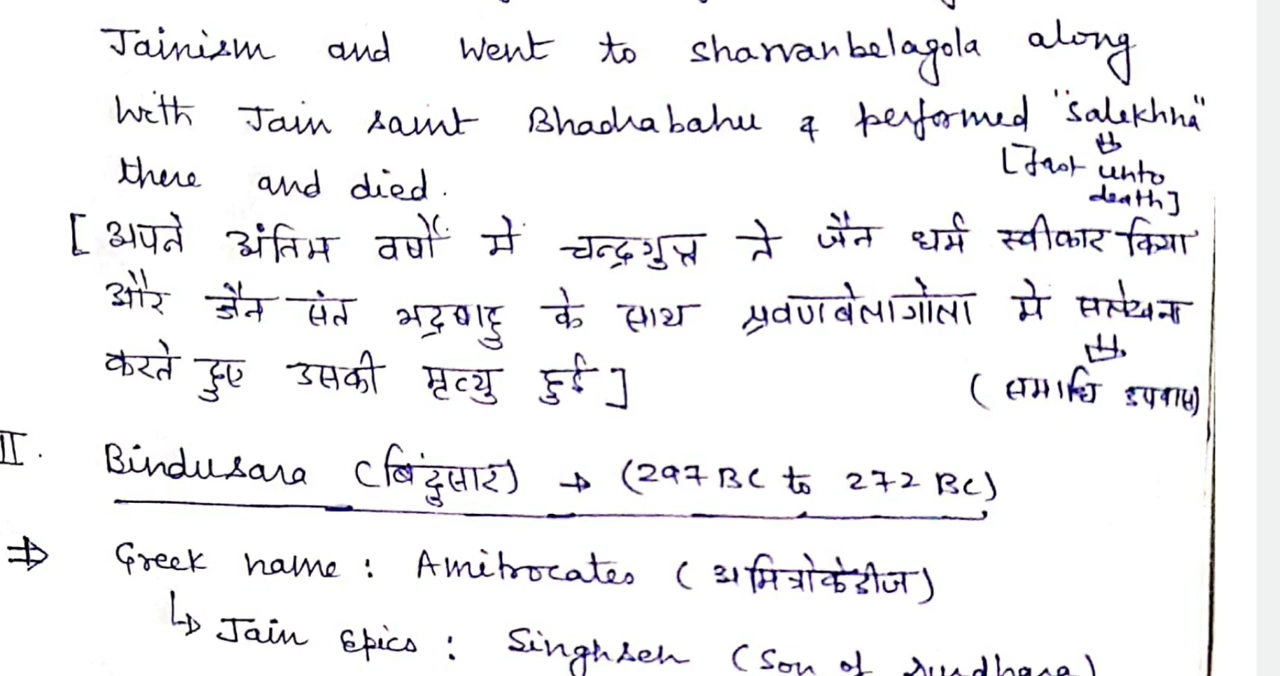 Jainism and went to sharvanbelagola along
with Jain saint Bhadrabahu & performed "salekhna"
⇓
there and died. [Fast unto
death]
[ अपने अंतिम वर्षों में चन्द्रगुप्त ने जैन धर्म स्वीकार किया
और जैन संत भद्रबाहु के साथ श्रवणबेलागोला में सलेखना
⇓
करते हुए उसकी मृत्यु हुई ] (समाधि उपवास)
II. Bindusara (बिंदुसार) → (297 BC to 272 BC)
⇒ Greek name : Amitrocates (अमित्रोकेडीज)
↳ Jain Epics : Singhsen (Son of